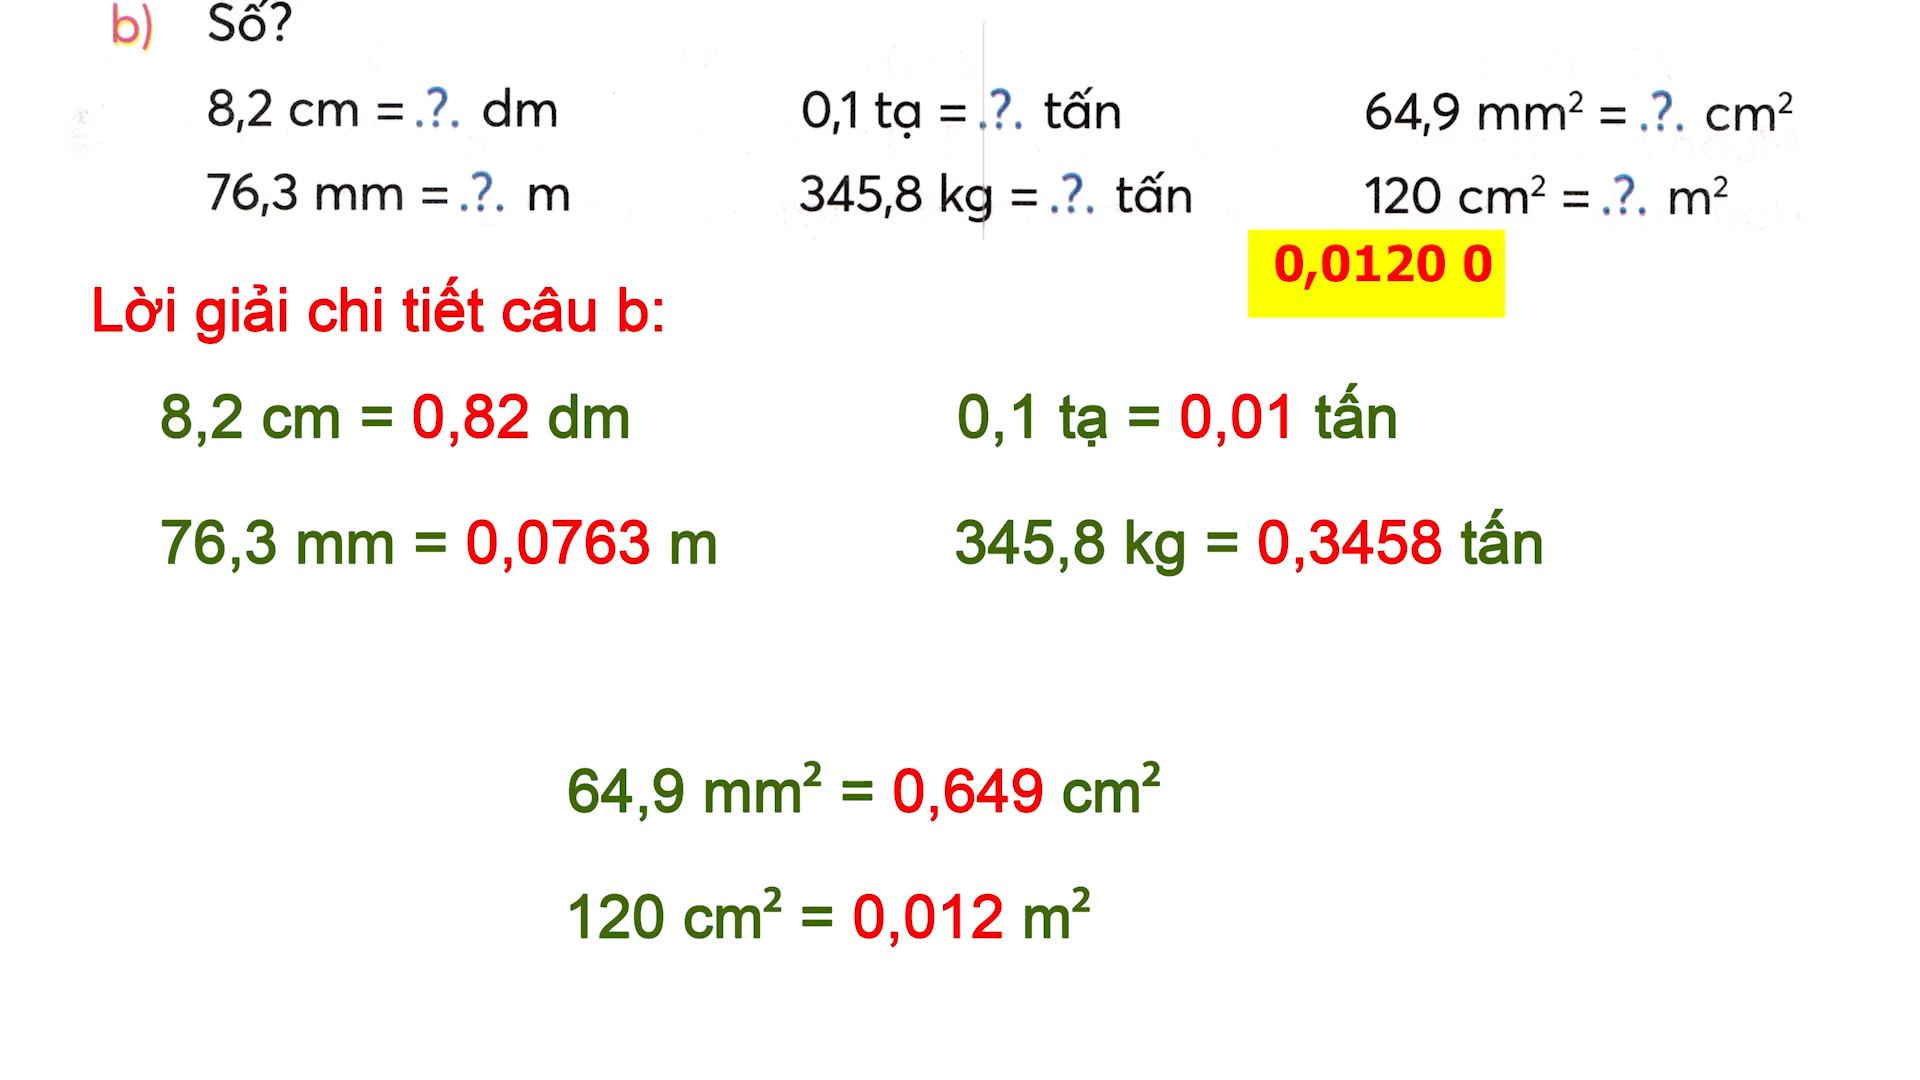 b) Số?
8,2 cm = .?. dm 0,1 tạ = .?. tấn 64,9 mm² = .?. cm²
76,3 mm = .?. m 345,8 kg = .?. tấn 120 cm² = .?. m²
0,0120 0
Lời giải chi tiết câu b:
8,2 cm = 0,82 dm 0,1 tạ = 0,01 tấn
76,3 mm = 0,0763 m 345,8 kg = 0,3458 tấn
64,9 mm² = 0,649 cm²
120 cm² = 0,012 m²